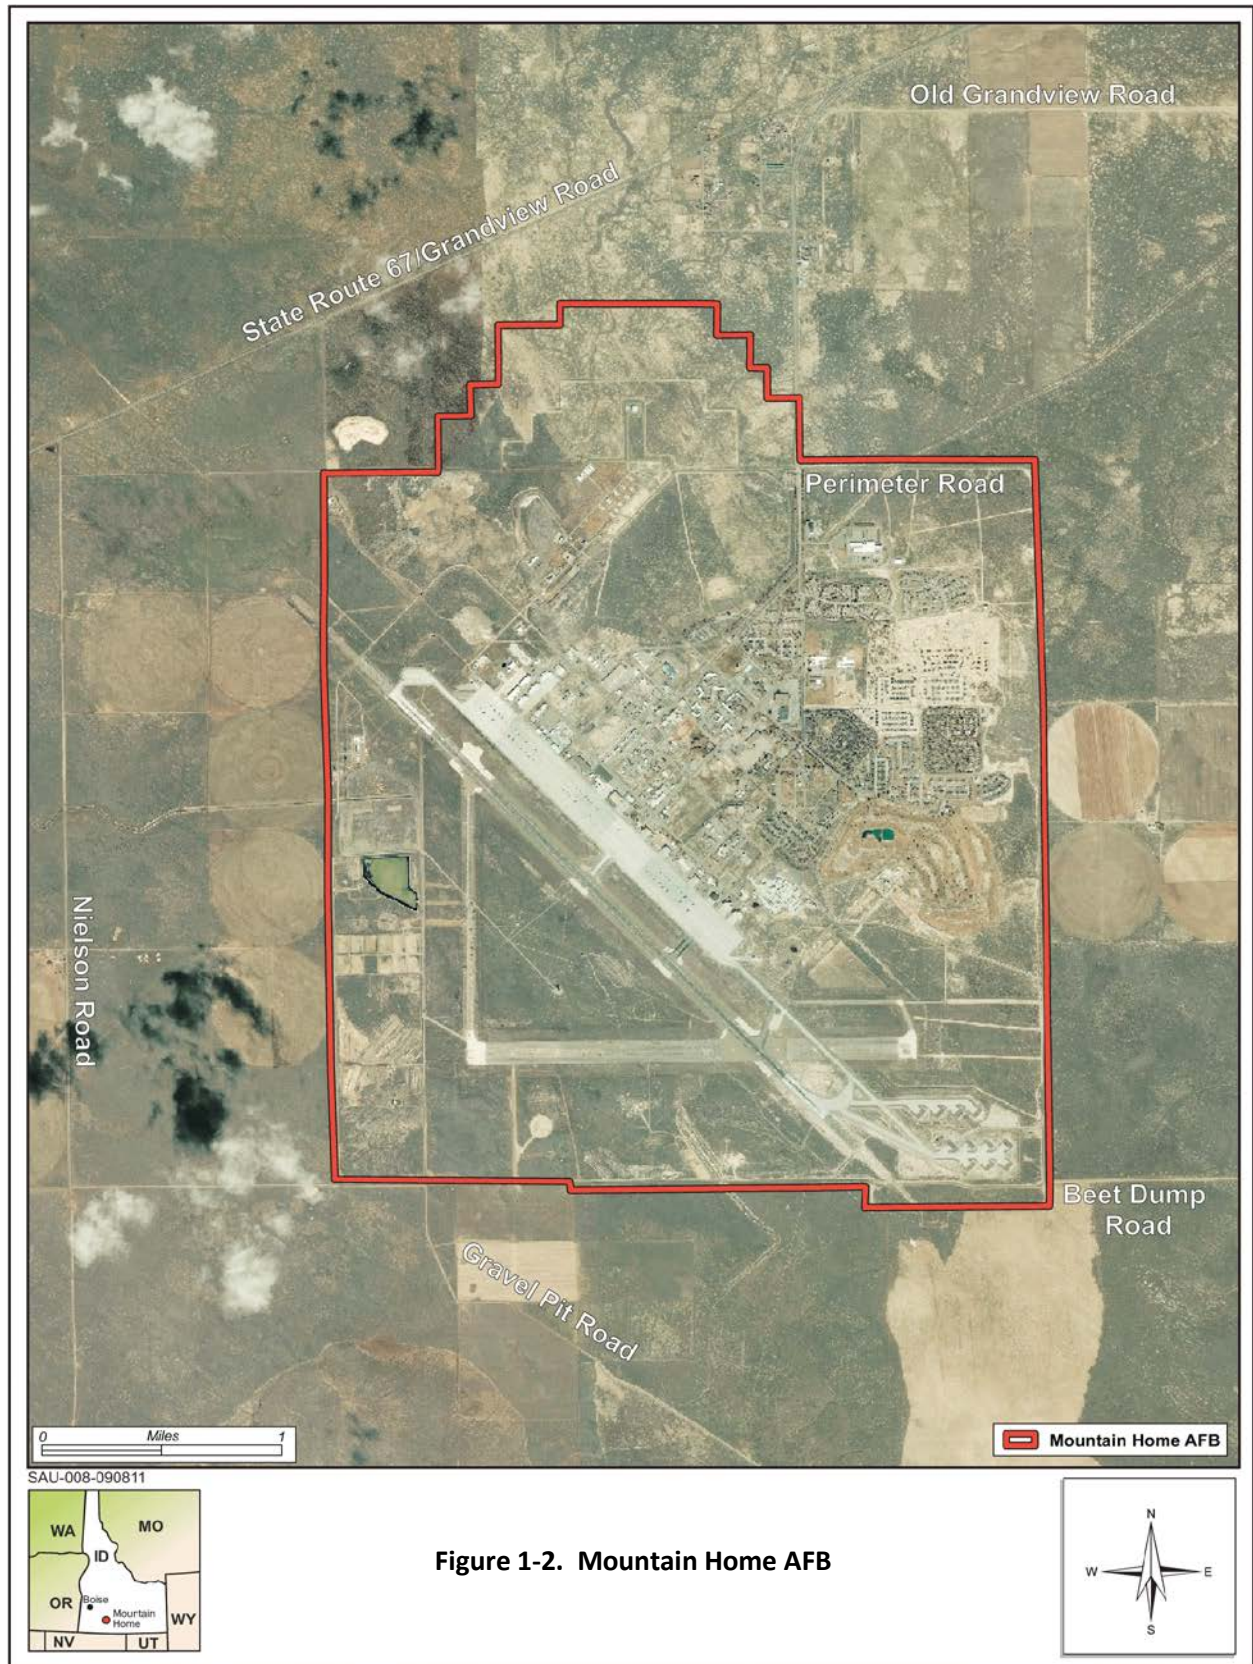 Old Grandview Road
State Route 67/Grandview Road
Perimeter Road
Nielson Road
Beet Dump
Road
Gravel Pit Road
0 Miles 1
Mountain Home AFB
SAU-008-090811
WA
MO
ID
OR
Boise
Mountain
Home
WY
NV
UT
Figure 1-2. Mountain Home AFB
N
W
E
S